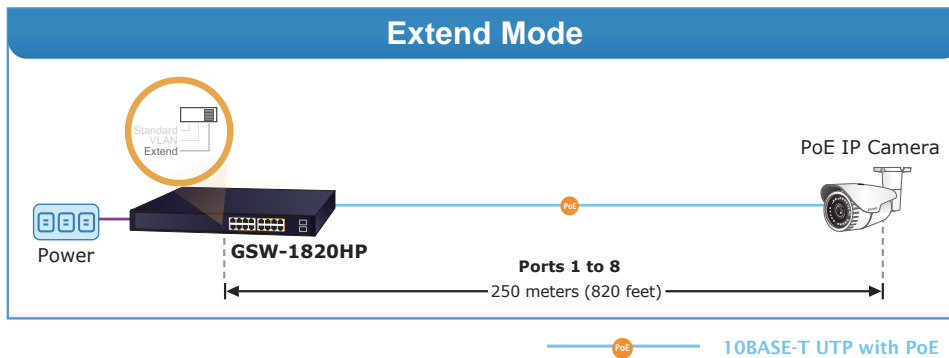 Extend Mode
Standard
VLAN
Extend
PoE IP Camera
PoE
Power
GSW-1820HP
Ports 1 to 8
250 meters (820 feet)
PoE
10BASE-T UTP with PoE